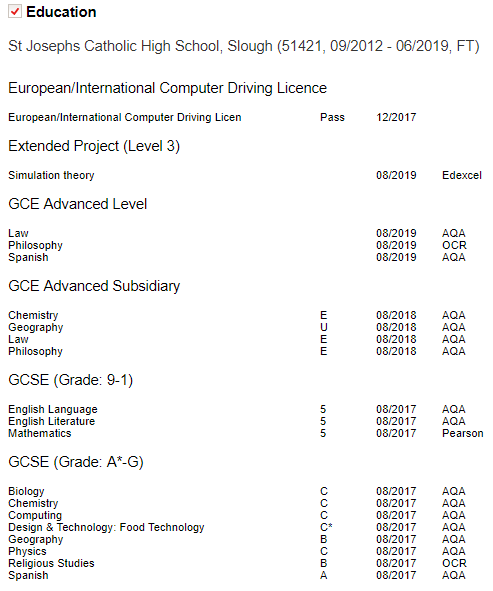 Education
St Josephs Catholic High School, Slough (51421, 09/2012 - 06/2019, FT)
European/International Computer Driving Licence
European/International Computer Driving Licen Pass 12/2017
Extended Project (Level 3)
Simulation theory 08/2019 Edexcel
GCE Advanced Level
Law 08/2019 AQA
Philosophy 08/2019 OCR
Spanish 08/2019 AQA
GCE Advanced Subsidiary
Chemistry E 08/2018 AQA
Geography U 08/2018 AQA
Law E 08/2018 AQA
Philosophy E 08/2018 AQA
GCSE (Grade: 9-1)
English Language 5 08/2017 AQA
English Literature 5 08/2017 AQA
Mathematics 5 08/2017 Pearson
GCSE (Grade: A*-G)
Biology C 08/2017 AQA
Chemistry C 08/2017 AQA
Computing C 08/2017 AQA
Design & Technology: Food Technology C* 08/2017 AQA
Geography B 08/2017 AQA
Physics C 08/2017 AQA
Religious Studies B 08/2017 OCR
Spanish A 08/2017 AQA